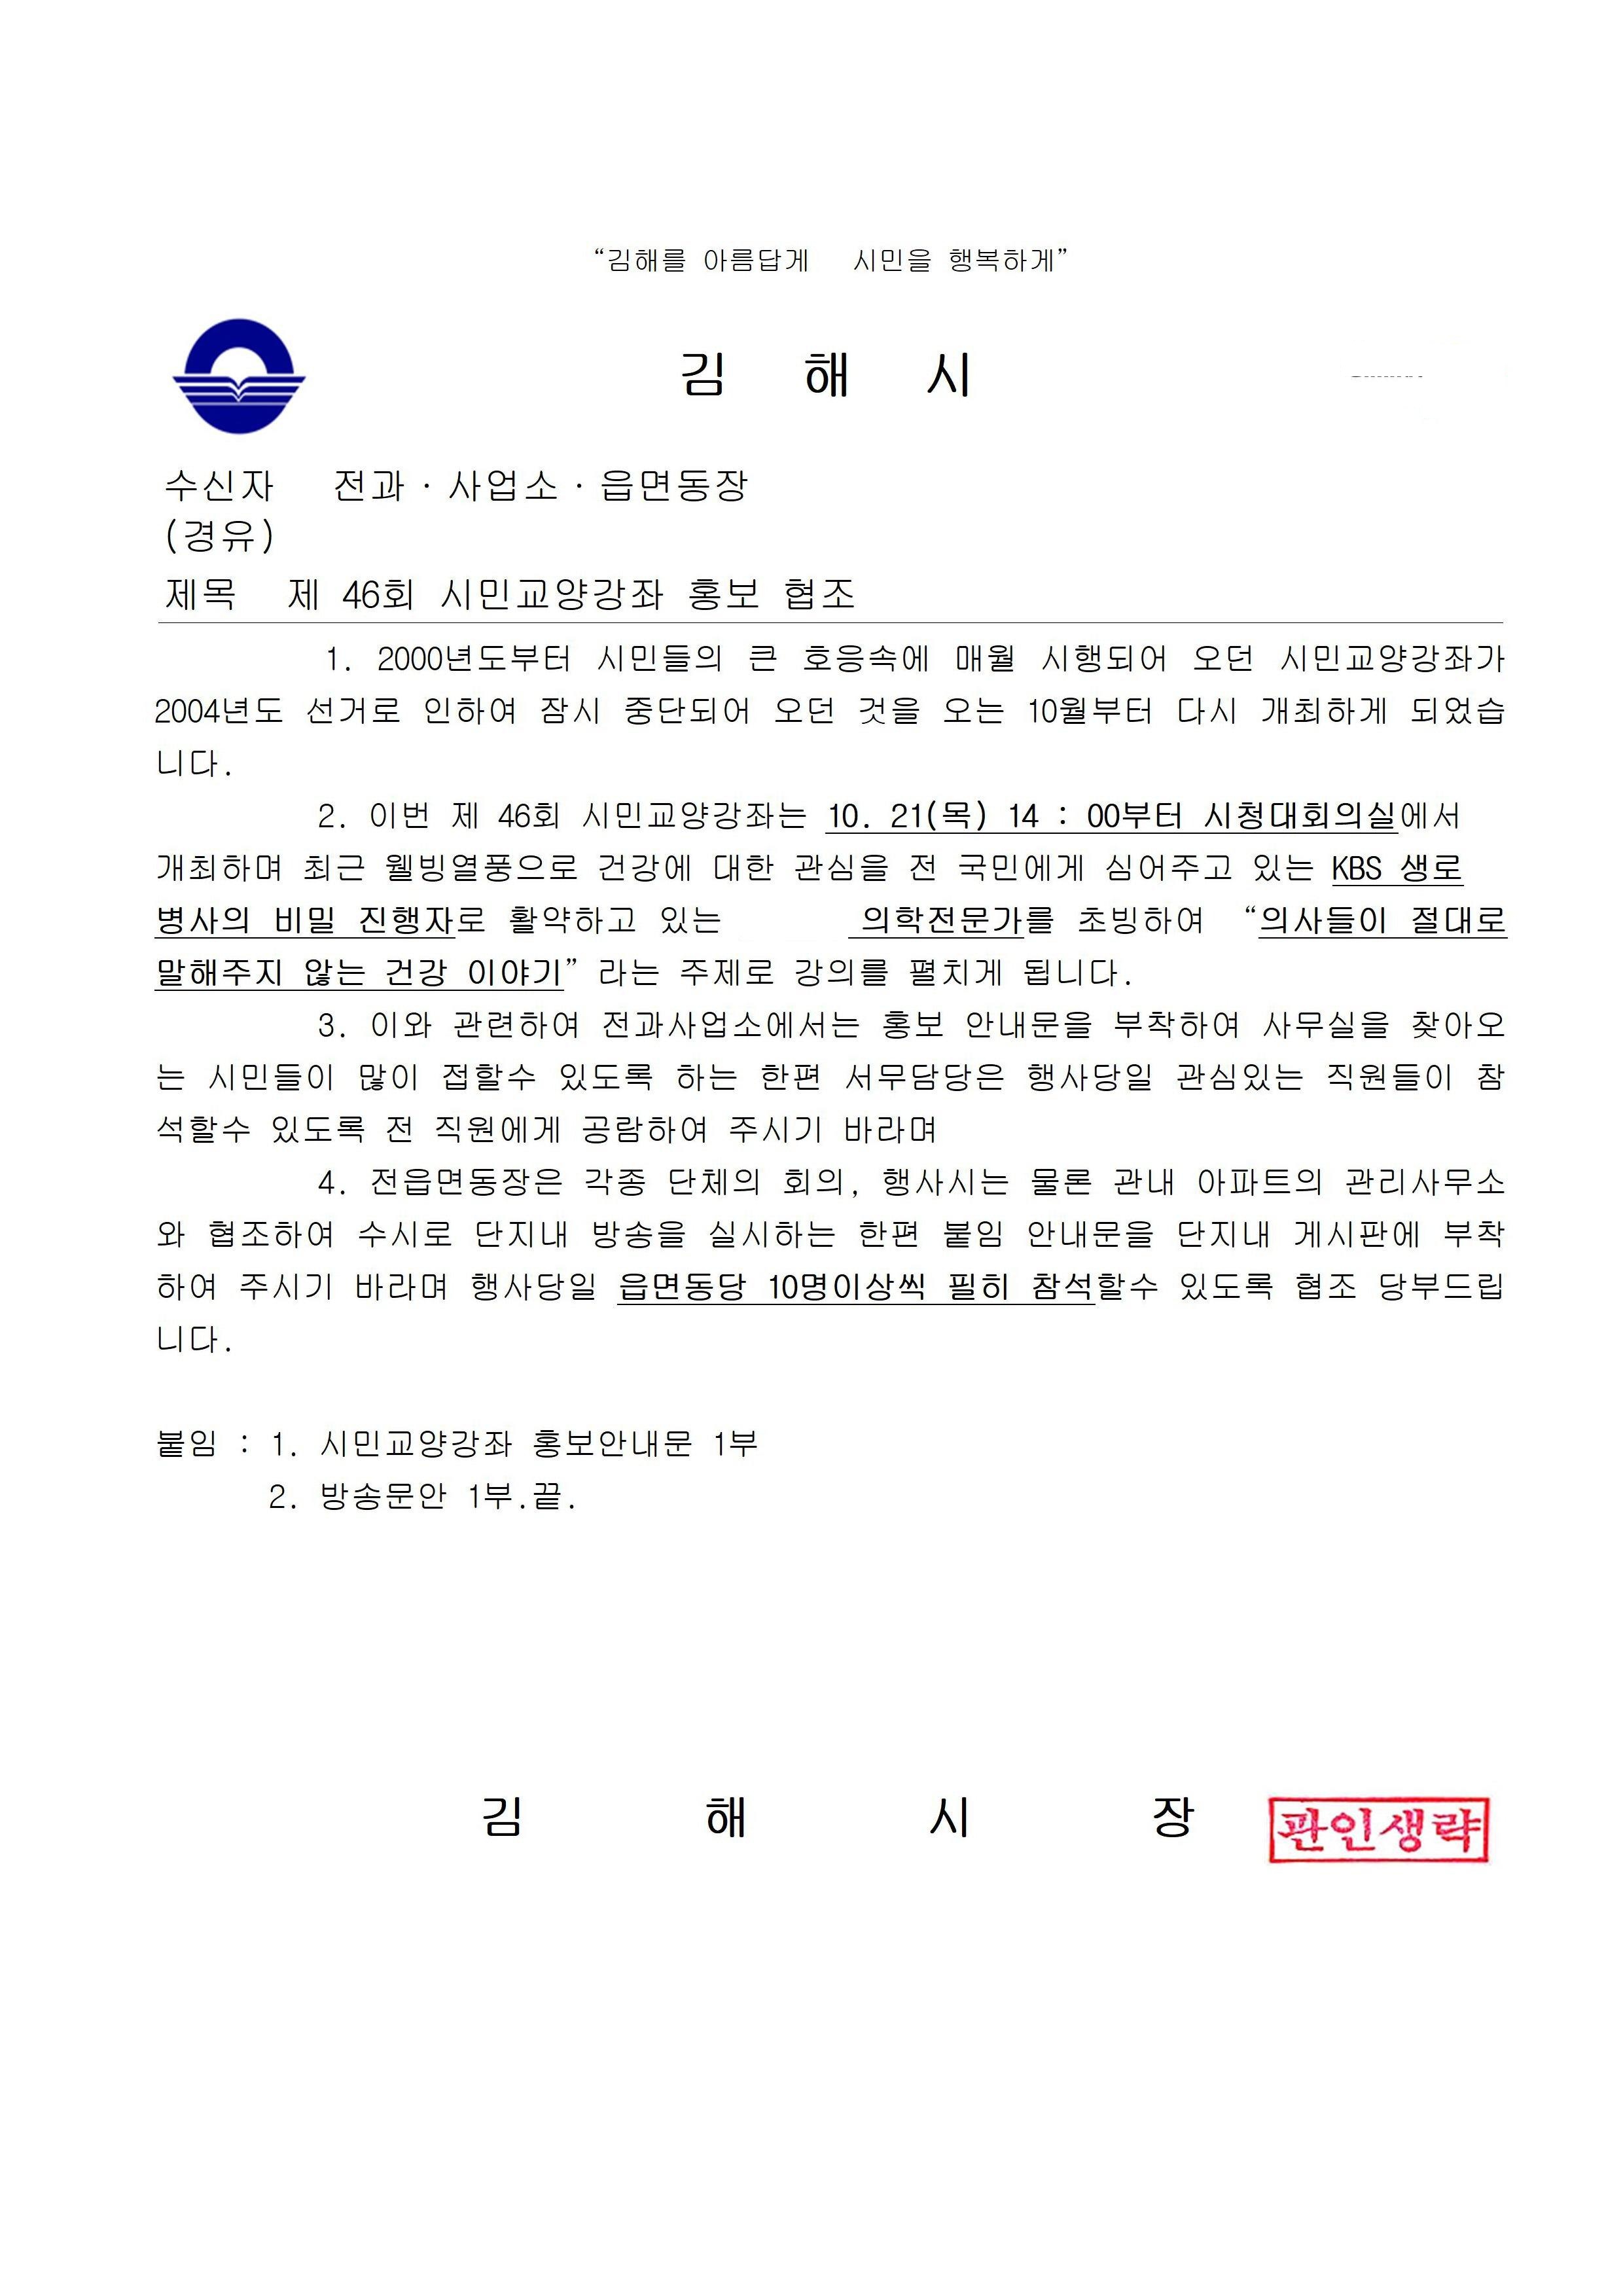 “김해를 아름답게 시민을 행복하게”
김 해 시
수신자 전과·사업소·읍면동장
(경유)
제목 제 46회 시민교양강좌 홍보 협조
1. 2000년도부터 시민들의 큰 호응속에 매월 시행되어 오던 시민교양강좌가
2004년도 선거로 인하여 잠시 중단되어 오던 것을 오는 10월부터 다시 개최하게 되었습
니다.
2. 이번 제 46회 시민교양강좌는 10. 21(목) 14 : 00부터 시청대회의실에서
개최하며 최근 웰빙열풍으로 건강에 대한 관심을 전 국민에게 심어주고 있는 KBS 생로
병사의 비밀 진행자로 활약하고 있는 의학전문가를 초빙하여 “의사들이 절대로
말해주지 않는 건강 이야기” 라는 주제로 강의를 펼치게 됩니다.
3. 이와 관련하여 전과사업소에서는 홍보 안내문을 부착하여 사무실을 찾아오
는 시민들이 많이 접할수 있도록 하는 한편 서무담당은 행사당일 관심있는 직원들이 참
석할수 있도록 전 직원에게 공람하여 주시기 바라며
4. 전읍면동장은 각종 단체의 회의, 행사시는 물론 관내 아파트의 관리사무소
와 협조하여 수시로 단지내 방송을 실시하는 한편 붙임 안내문을 단지내 게시판에 부착
하여 주시기 바라며 행사당일 읍면동당 10명이상씩 필히 참석할수 있도록 협조 당부드립
니다.
붙임 : 1. 시민교양강좌 홍보안내문 1부
2. 방송문안 1부.끝.
김 해 시 장 관인생략